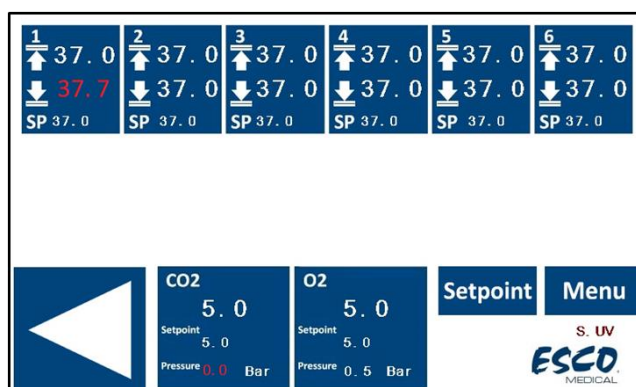 1 2 3 4 5 6
37. 0 37. 0 37. 0 37. 0 37. 0 37. 0
37. 7 37. 0 37. 0 37. 0 37. 0 37. 0
SP 37. 0 SP 37. 0 SP 37. 0 SP 37. 0 SP 37. 0 SP 37. 0
CO2
5. 0
Setpoint
5. 0
Pressure 0. 0 Bar
O2
5. 0
Setpoint
5. 0
Pressure 0. 5 Bar
Setpoint
Menu
S. UV
ESCO
MEDICAL